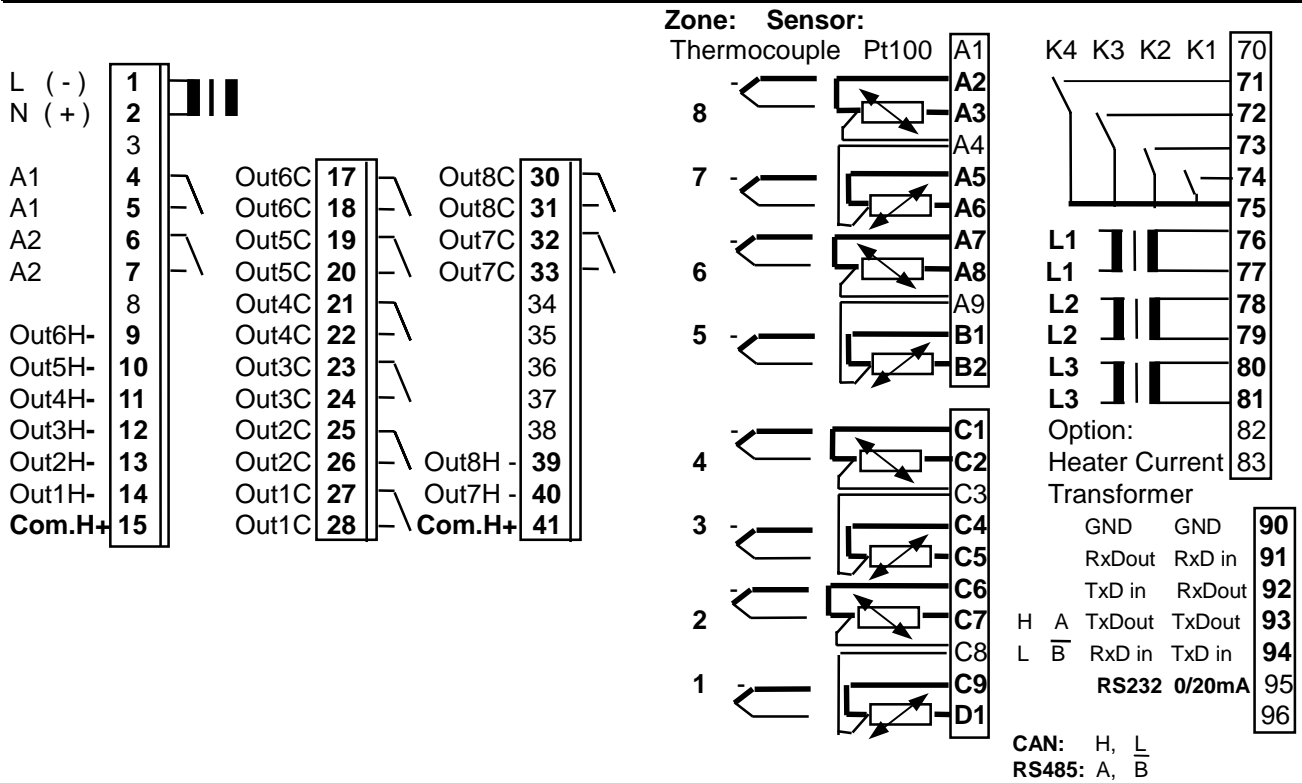 Zone: Sensor:
Thermocouple Pt100 A1
K4 K3 K2 K1 70
L (-) 1
N (+) 2
3
A1 4
A1 5
A2 6
A2 7
8
Out6H- 9
Out5H- 10
Out4H- 11
Out3H- 12
Out2H- 13
Out1H- 14
Com.H+ 15
Out6C 17
Out6C 18
Out5C 19
Out5C 20
Out4C 21
Out4C 22
Out3C 23
Out3C 24
Out2C 25
Out2C 26
Out1C 27
Out1C 28
Out8C 30
Out8C 31
Out7C 32
Out7C 33
34
35
36
37
38
Out8H - 39
Out7H - 40
Com.H+ 41
- A2
8 A3
A4
7 - A5
A6
- A7
6 A8
A9
5 - B1
B2
- C1
4 C2
C3
3 - C4
C5
- C6
2 C7
C8
1 - C9
D1
71
72
73
74
75
L1 76
L1 77
L2 78
L2 79
L3 80
L3 81
Option: 82
Heater Current 83
Transformer
GND GND 90
RxDout RxD in 91
TxD in RxDout 92
H A TxDout TxDout 93
L B̅ RxD in TxD in 94
RS232 0/20mA 95
96
CAN: H, L
RS485: A, B̅